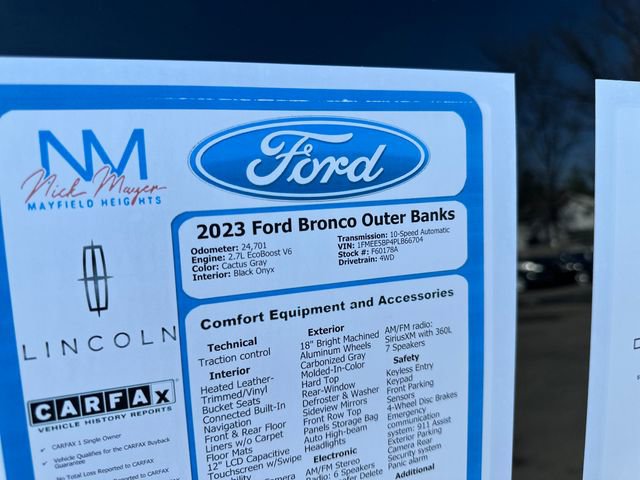 NM
Nick Mayer
MAYFIELD HEIGHTS
LINCOLN
CARFAX
VEHICLE HISTORY REPORTS
✓ CARFAX 1 Single Owner
✓ Vehicle Qualifies for the CARFAX Buyback
Guarantee
No Total Loss Reported to CARFAX
Ford
2023 Ford Bronco Outer Banks
Odometer: 24,701
Engine: 2.7L EcoBoost V6
Color: Cactus Gray
Interior: Black Onyx
Transmission: 10-Speed Automatic
VIN: 1FMEE5BP4PLB66704
Stock #: F60178A
Drivetrain: 4WD
Comfort Equipment and Accessories
Technical
Traction control
Interior
Heated Leather-
Trimmed/Vinyl
Bucket Seats
Connected Built-In
Navigation
Front & Rear Floor
Liners w/o Carpet
Floor Mats
12" LCD Capacitive
Touchscreen w/Swipe
Camera
Exterior
18" Bright Machined
Aluminum Wheels
Carbonized Gray
Molded-In-Color
Hard Top
Rear-Window
Defroster & Washer
Sideview Mirrors
Front Row Top
Panels Storage Bag
Auto High-beam
Headlights
Electronic
AM/FM Stereo
Radio: 6 Speakers
Delete
AM/FM radio:
SiriusXM with 360L
7 Speakers
Safety
Keyless Entry
Keypad
Front Parking
Sensors
4-Wheel Disc Brakes
Emergency
communication
system: 911 Assist
Exterior Parking
Camera Rear
Security system
Panic alarm
Additional